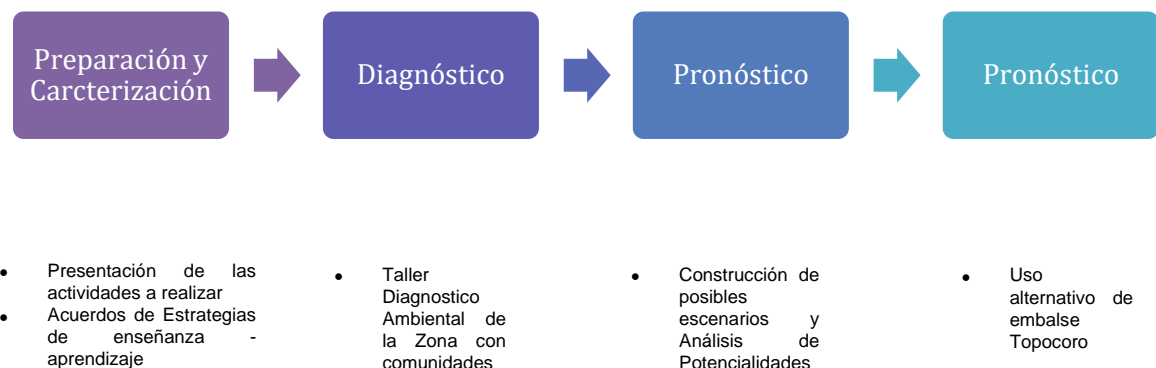 Preparación y
Carcterización
Diagnóstico
Pronóstico
Pronóstico
• Presentación de las
actividades a realizar
• Acuerdos de Estrategias
de enseñanza -
aprendizaje
• Taller
Diagnostico
Ambiental de
la Zona con
comunidades
• Construcción de
posibles
escenarios y
Análisis de
Potencialidades
• Uso
alternativo de
embalse
Topocoro